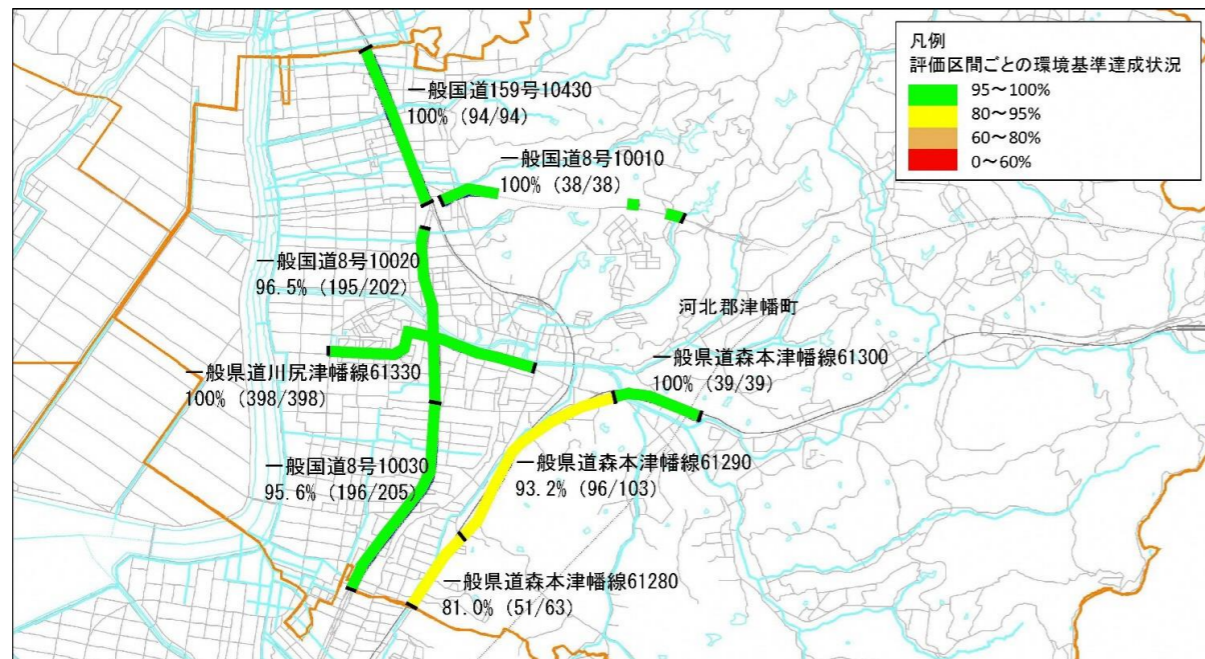 凡例
評価区間ごとの環境基準達成状況
95～100%
80～95%
60～80%
0～60%
一般国道159号10430
100% (94/94)
一般国道8号10010
100% (38/38)
一般国道8号10020
96.5% (195/202)
河北郡津幡町
一般県道川尻津幡線61330
100% (398/398)
一般県道森本津幡線61300
100% (39/39)
一般国道8号10030
95.6% (196/205)
一般県道森本津幡線61290
93.2% (96/103)
一般県道森本津幡線61280
81.0% (51/63)